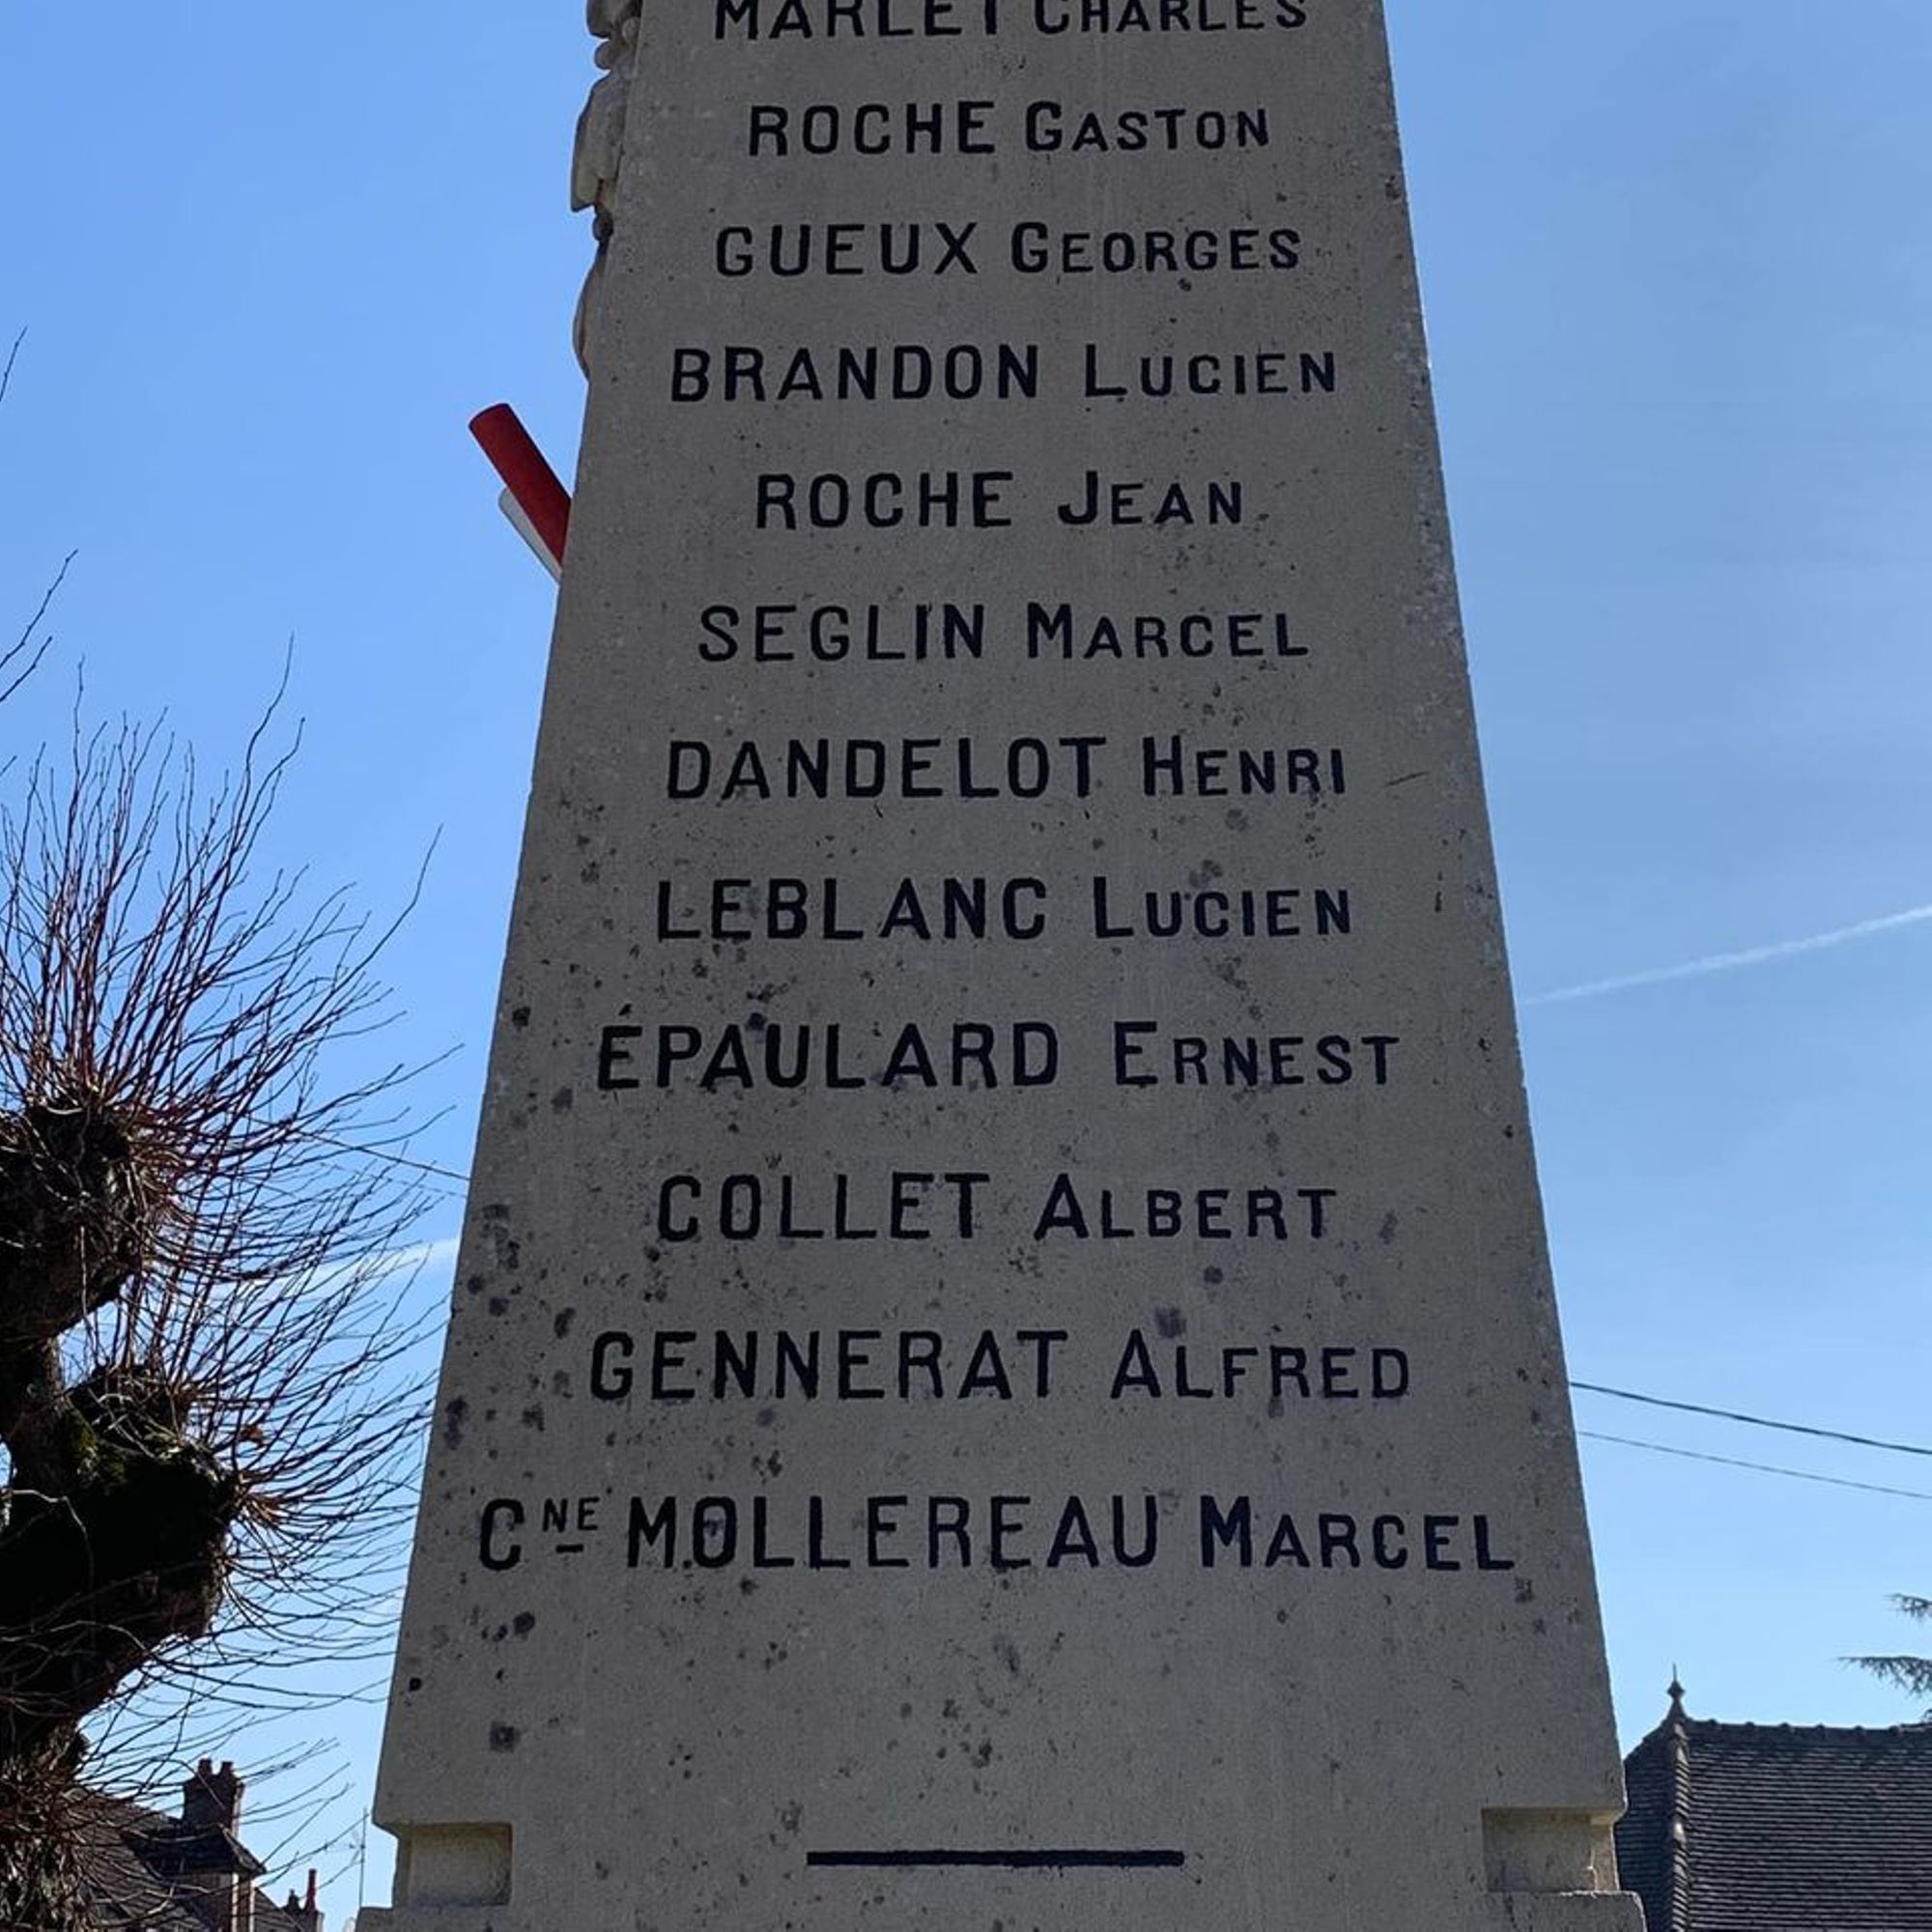 MARLET CHARLES
ROCHE GASTON
GUEUX GEORGES
BRANDON LUCIEN
ROCHE JEAN
SEGLIN MARCEL
DANDELOT HENRI
LEBLANC LUCIEN
ÉPAULARD ERNEST
COLLET ALBERT
GENNERAT ALFRED
CNE MOLLEREAU MARCEL